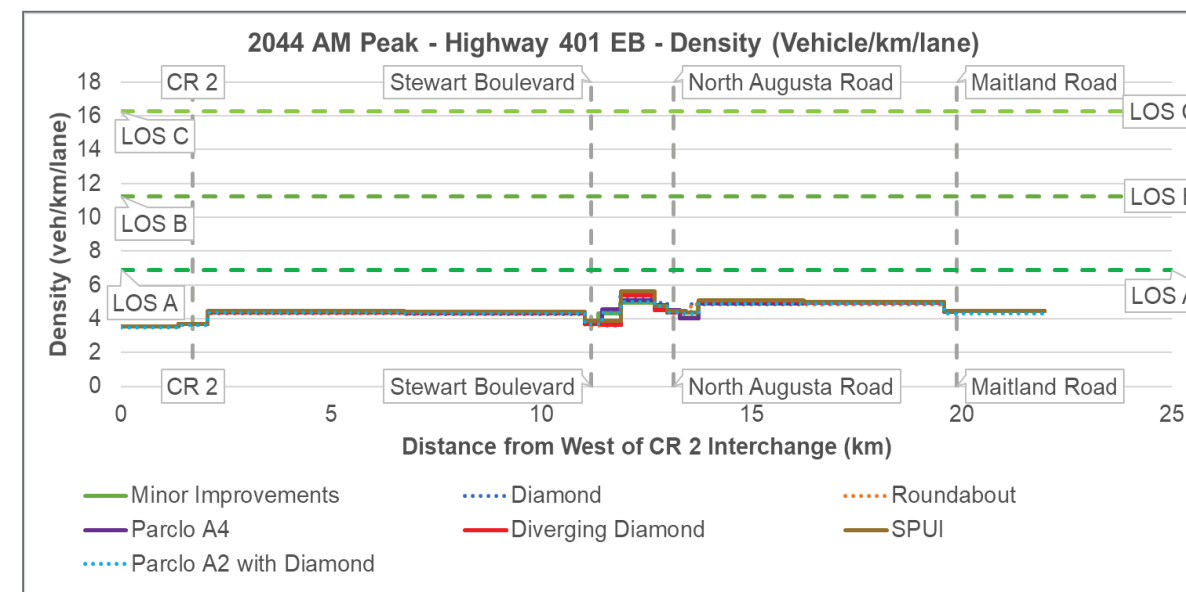 2044 AM Peak - Highway 401 EB - Density (Vehicle/km/lane)
18
CR 2
Stewart Boulevard
North Augusta Road
Maitland Road
16
LOS C
LOS
14
12
LOS B
LOS
10
8
6
LOS A
LOS
4
2
0
CR 2
Stewart Boulevard
North Augusta Road
Maitland Road
Density (veh/km/lane)
0
5
10
15
20
25
Distance from West of CR 2 Interchange (km)
Minor Improvements
Diamond
Roundabout
Parclo A4
Diverging Diamond
SPUI
Parclo A2 with Diamond